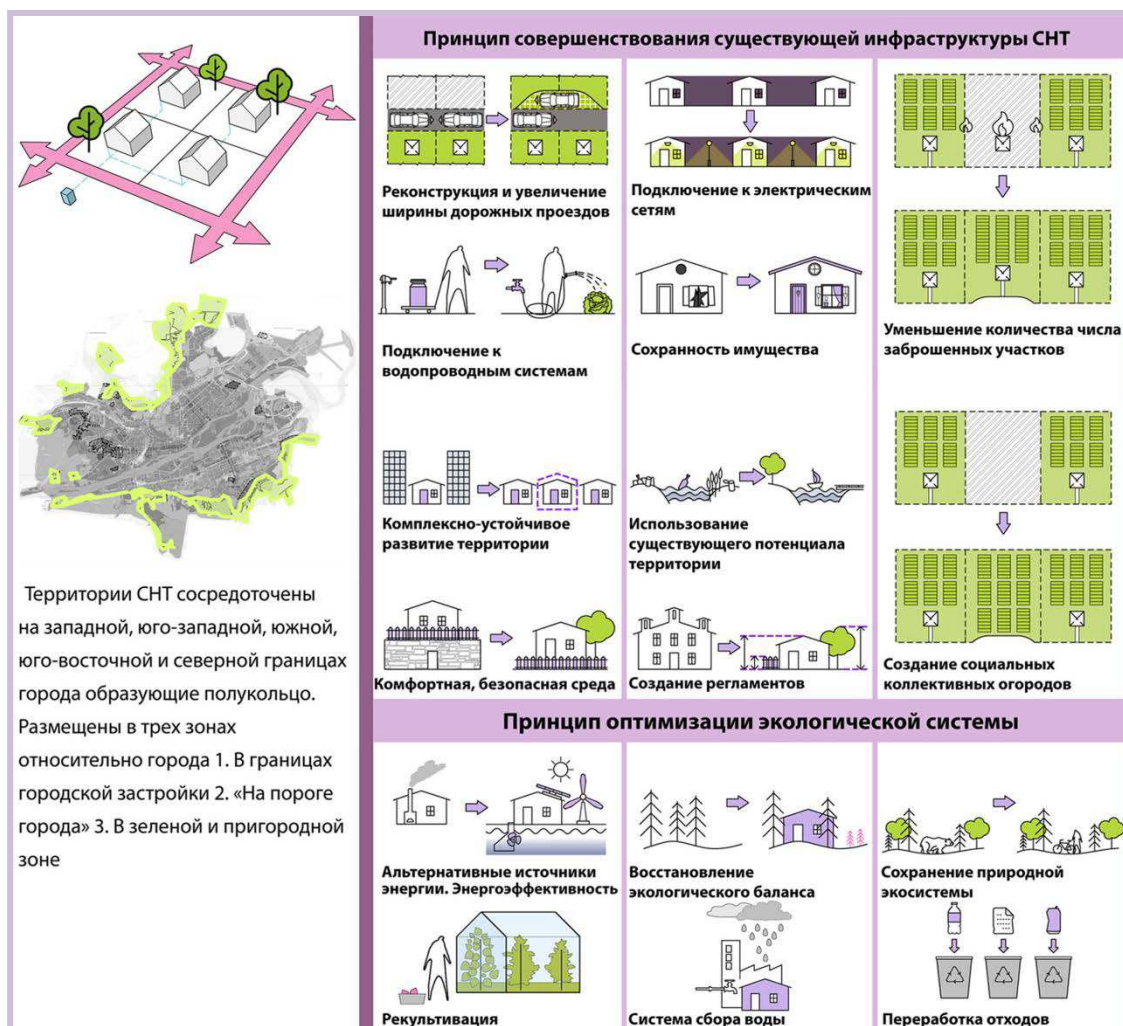 Территории СНТ сосредоточены
на западной, юго-западной, южной,
юго-восточной и северной границах
города образующие полукольцо.
Размещены в трех зонах
относительно города 1. В границах
городской застройки 2. «На пороге
города» 3. В зеленой и пригородной
зоне
Принцип совершенствования существующей инфраструктуры СНТ
Реконструкция и увеличение
ширины дорожных проездов
Подключение к электрическим
сетям
Уменьшение количества числа
заброшенных участков
Подключение к
водопроводным системам
Сохранность имущества
Комплексно-устойчивое
развитие территории
Использование
существующего потенциала
территории
Создание социальных
коллективных огородов
Комфортная, безопасная среда
Создание регламентов
Принцип оптимизации экологической системы
Альтернативные источники
энергии. Энергоэффективность
Восстановление
экологического баланса
Сохранение природной
экосистемы
Рекультивация
Система сбора воды
Переработка отходов